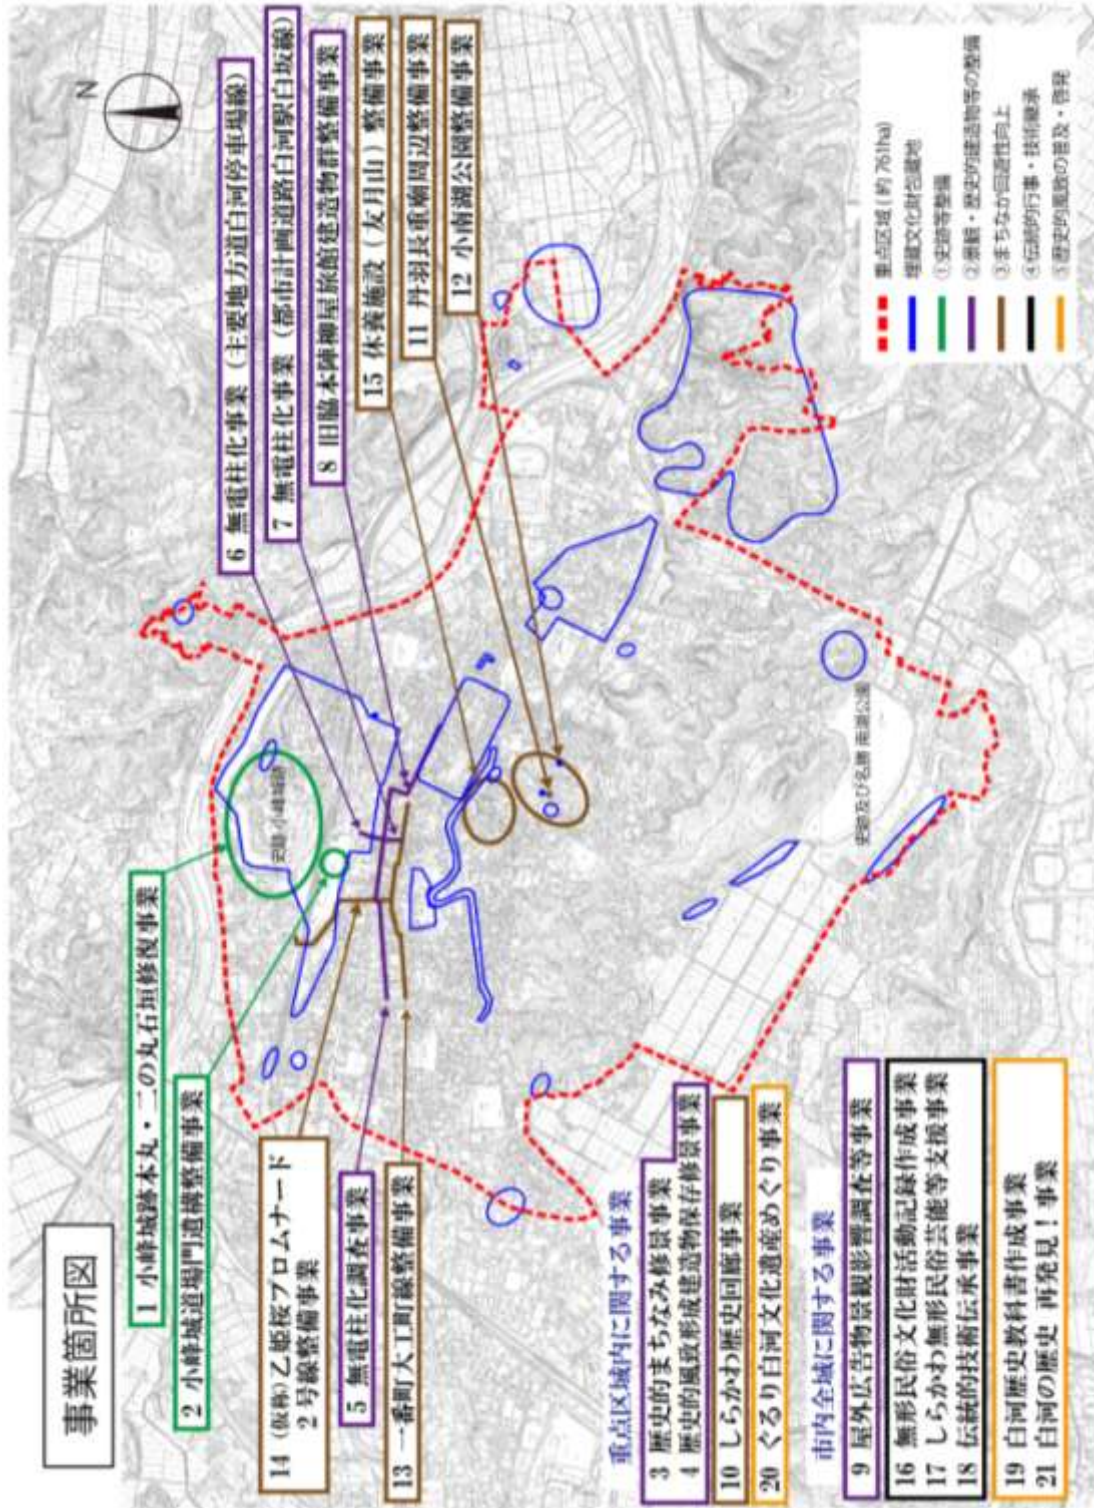 事業箇所図
N
1 小峰城跡本丸・二の丸石垣修復事業
2 小峰城道場門遺構整備事業
14 (仮称)乙姫桜プロムナード
2号線整備事業
5 無電柱化調査事業
13 一番町大工町線整備事業
6 無電柱化事業（主要地方道白河停車場線）
7 無電柱化事業（都市計画道路白河駅白坂線）
8 旧脇本陣柳屋旅館建造物群整備事業
15 休養施設（友月山）整備事業
11 丹羽長重廟周辺整備事業
12 小南湖公園整備事業
史跡 小峰城跡
史跡及び名勝 南湖公園
重点区域内に関する事業
3 歴史的まちなみ修景事業
4 歴史的風致形成建造物保存修景事業
10 しらかわ歴史回廊事業
20 ぐるり白河文化遺産めぐり事業
市内全域に関する事業
9 屋外広告物景観影響調査等事業
16 無形民俗文化財活動記録作成事業
17 しらかわ無形民俗芸能等支援事業
18 伝統的技術伝承事業
19 白河歴史教科書作成事業
21 白河の歴史 再発見！事業
重点区域(約761ha)
埋蔵文化財包蔵地
①史跡等整備
②景観・歴史的建造物等の整備
③まちなか回遊性向上
④伝統的行事・技術継承
⑤歴史的風致の普及・啓発